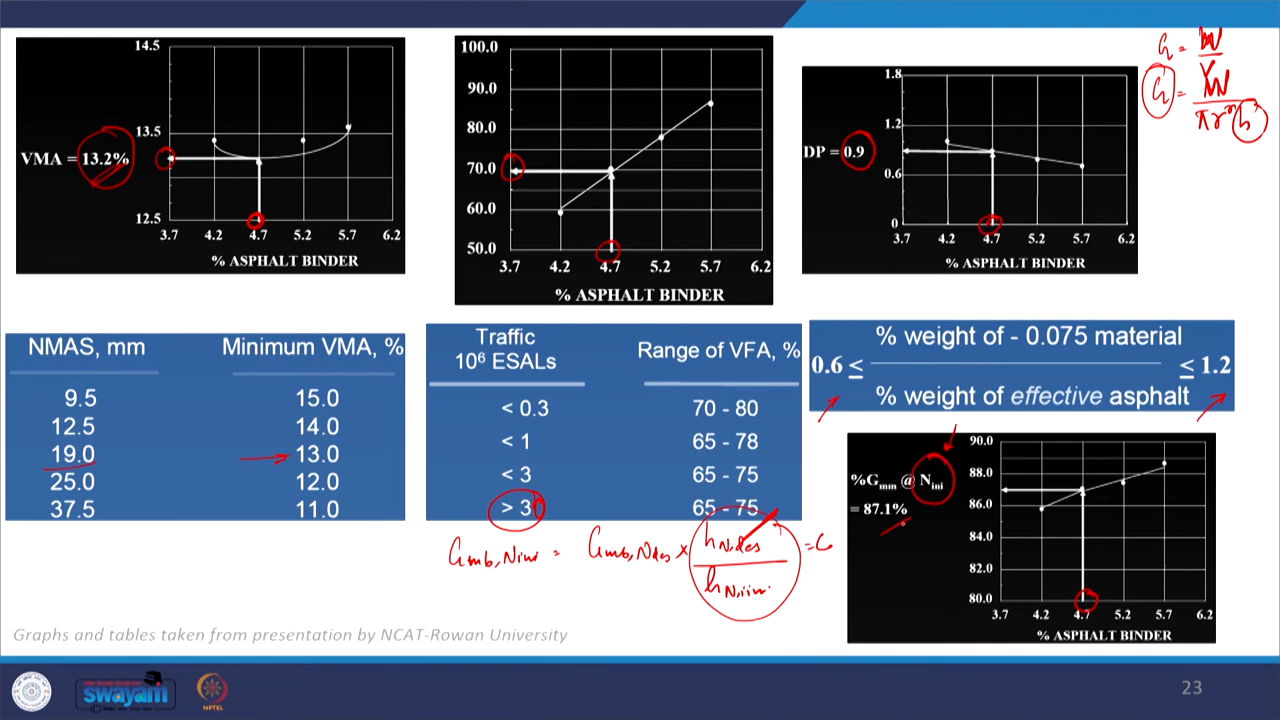 14.5
VMA = 13.2%
13.5
12.5
3.7 4.2 4.7 5.2 5.7 6.2
% ASPHALT BINDER
100.0
90.0
80.0
70.0
60.0
50.0
3.7 4.2 4.7 5.2 5.7 6.2
% ASPHALT BINDER
1.8
1.2
DP = 0.9
0.6
0
3.7 4.2 4.7 5.2 5.7 6.2
% ASPHALT BINDER
NMAS, mm Minimum VMA, %
9.5 15.0
12.5 14.0
19.0 13.0
25.0 12.0
37.5 11.0
Traffic
10⁶ ESALs Range of VFA, %
< 0.3 70 - 80
< 1 65 - 78
< 3 65 - 75
> 3 65 - 75
% weight of - 0.075 material
0.6 ≤ ≤ 1.2
% weight of effective asphalt
90.0
88.0
%Gmm @ Nini
= 87.1%
86.0
84.0
82.0
80.0
3.7 4.2 4.7 5.2 5.7 6.2
% ASPHALT BINDER
Gmb, Nini = Gmb, Ndes × hN,des
hN,ini
Graphs and tables taken from presentation by NCAT-Rowan University
swayam
NPTEL
23